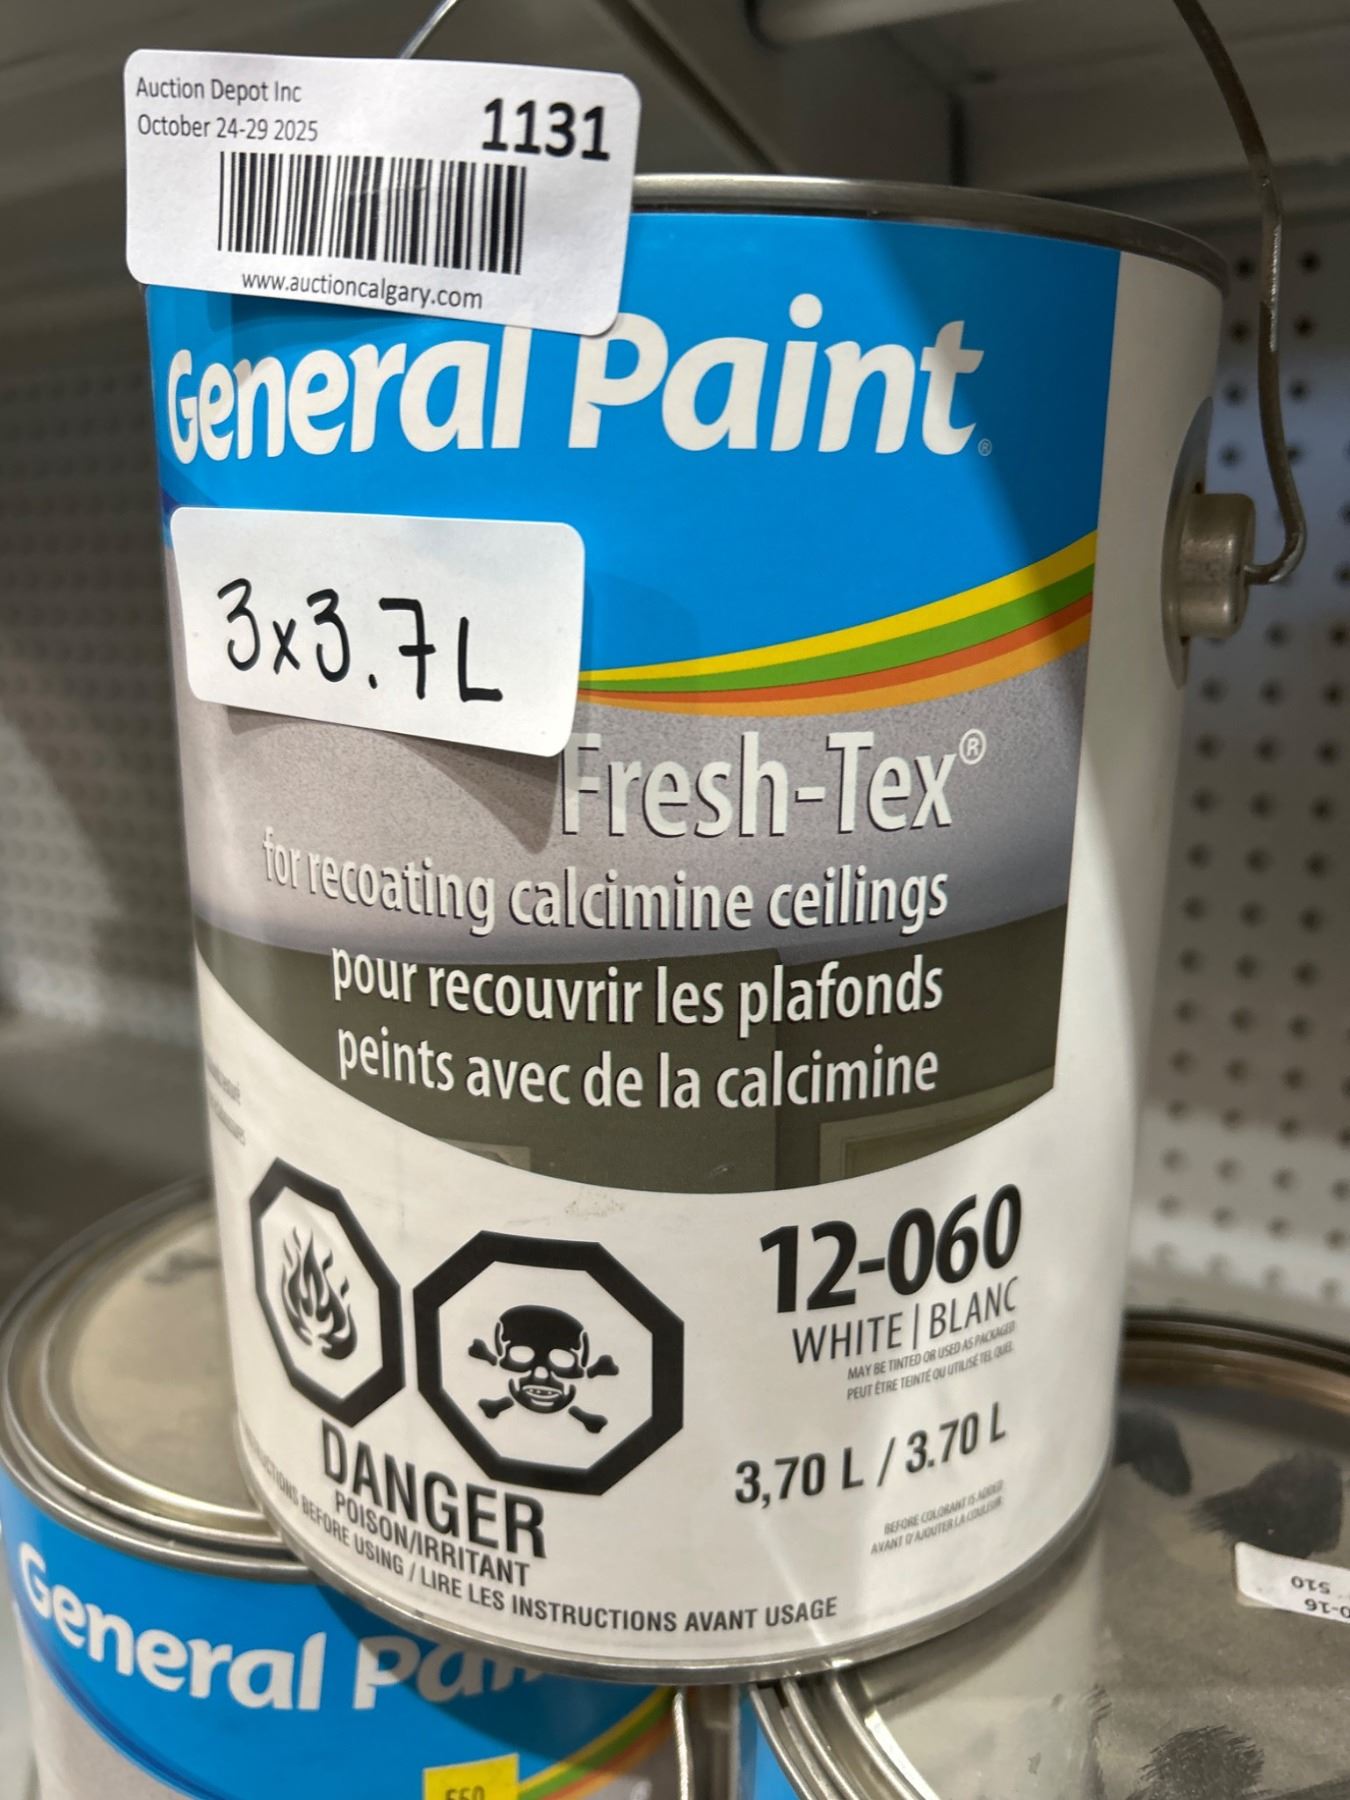 Auction Depot Inc
October 24-29 2025
1131
www.auctioncalgary.com
General Paint®
3x3.7L
Fresh-Tex®
for recoating calcimine ceilings
pour recouvrir les plafonds
peints avec de la calcimine
12-060
WHITE | BLANC
MAY BE TINTED OR USED AS PACKAGED
PEUT ÊTRE TEINTÉ OU UTILISÉ TEL QUEL
3,70 L / 3.70 L
BEFORE COLORANT IS ADDED
AVANT D'AJOUTER LA COULEUR
DANGER
POISON/IRRITANT
BEFORE USING / LIRE LES INSTRUCTIONS AVANT USAGE
General
510